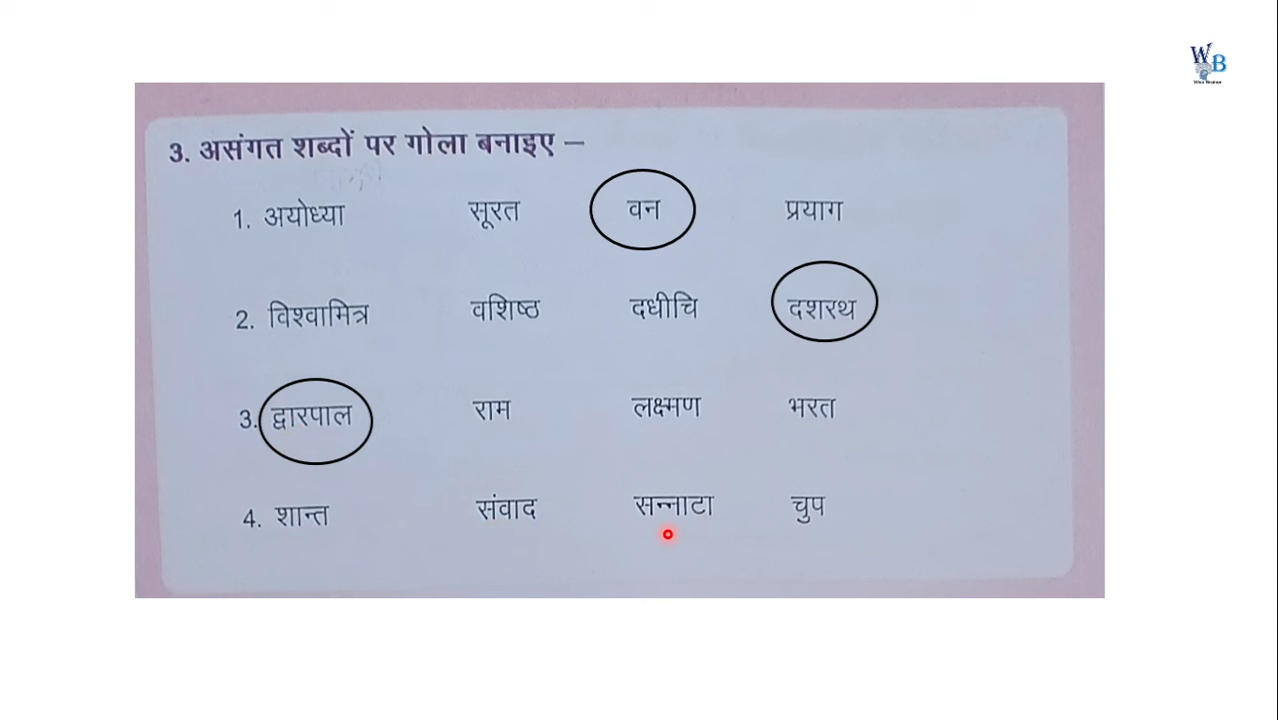 WB
3. असंगत शब्दों पर गोला बनाइए –
1. अयोध्या सूरत वन प्रयाग
2. विश्वामित्र वशिष्ठ दधीचि दशरथ
3. द्वारपाल राम लक्ष्मण भरत
4. शान्त संवाद सन्नाटा चुप